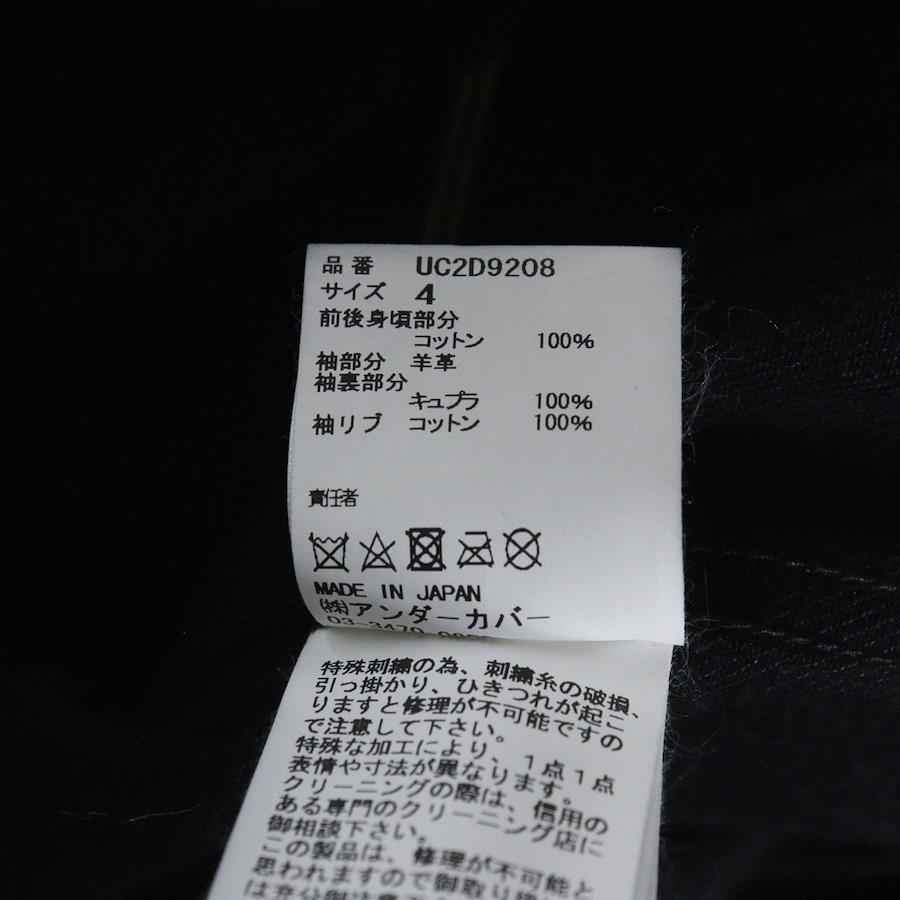 品番 UC2D9208
サイズ 4
前後身頃部分
コットン 100%
袖部分 羊革
袖裏部分
キュプラ 100%
袖リブ コットン 100%
責任者
MADE IN JAPAN
㈱アンダーカバー
03-3470-
特殊刺繍の為、刺繍糸の破損、
引っ掛かり、ひきつれが起こ
りますと修理が不可能ですの
で注意して下さい。
特殊な加工により、1点1点
表情や寸法が異なります。
クリーニングの際は、信用の
ある専門のクリーニング店に
御相談下さい。
この製品は、修理が不可能と
思われますので御取り扱
は充分御注意